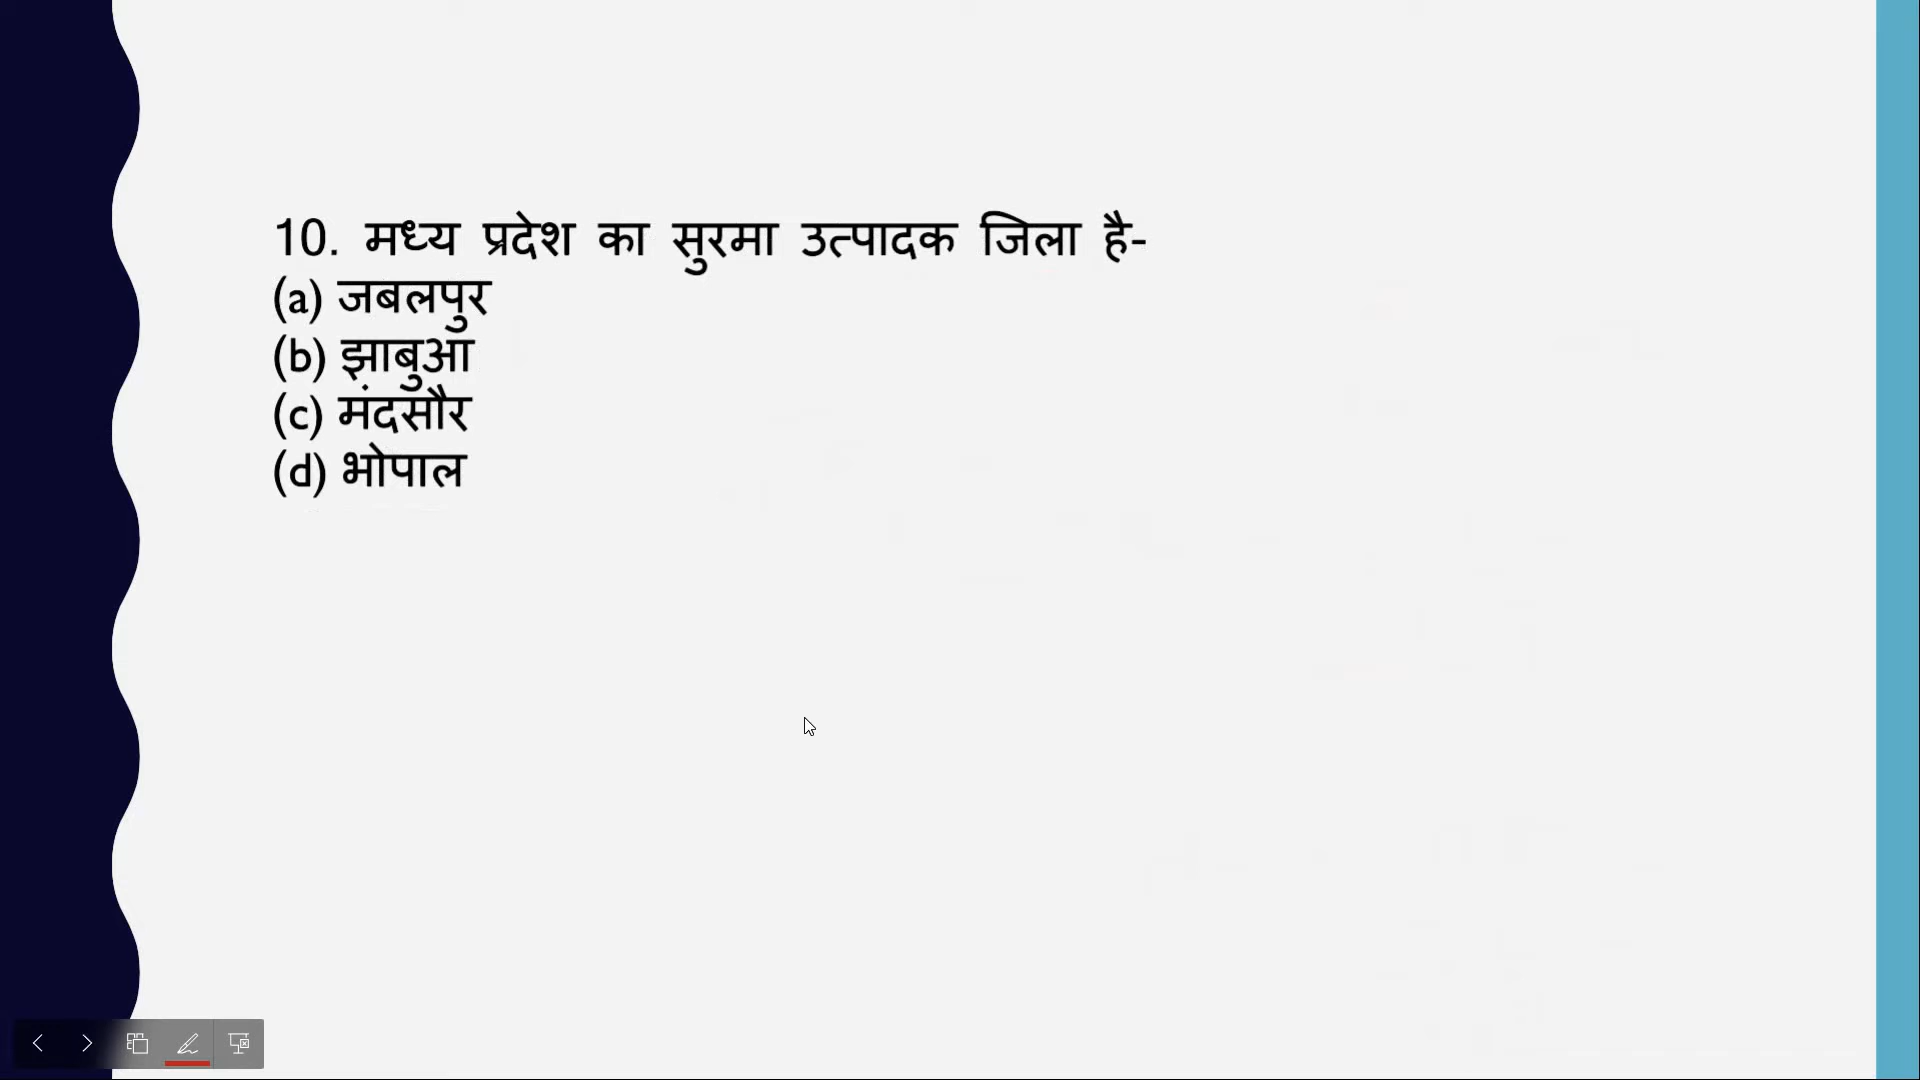 10. मध्य प्रदेश का सुरमा उत्पादक जिला है-
(a) जबलपुर
(b) झाबुआ
(c) मंदसौर
(d) भोपाल